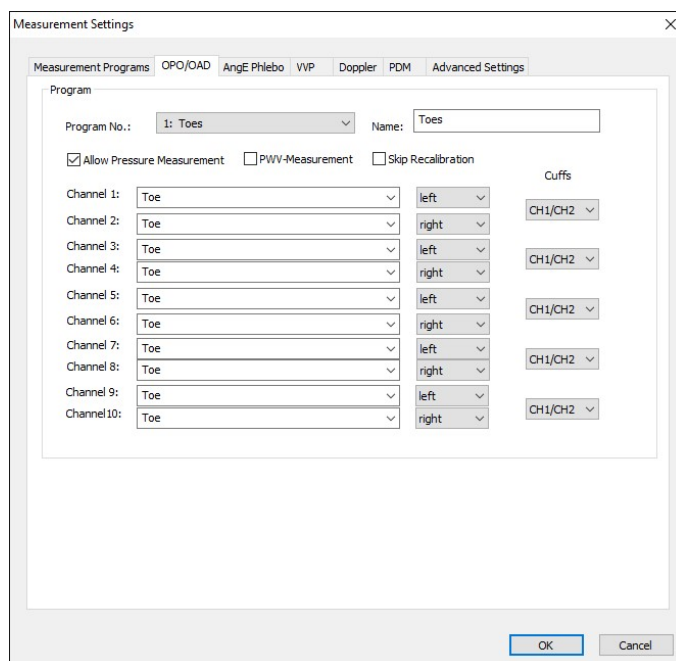 Measurement Settings
Measurement Programs OPO/OAD AngE Phlebo VVP Doppler PDM Advanced Settings
Program
Program No.: 1: Toes Name: Toes
Allow Pressure Measurement PWV-Measurement Skip Recalibration
Cuffs
Channel 1: Toe left
CH1/CH2
Channel 2: Toe right
Channel 3: Toe left
CH1/CH2
Channel 4: Toe right
Channel 5: Toe left
CH1/CH2
Channel 6: Toe right
Channel 7: Toe left
CH1/CH2
Channel 8: Toe right
Channel 9: Toe left
CH1/CH2
Channel10: Toe right
OK Cancel